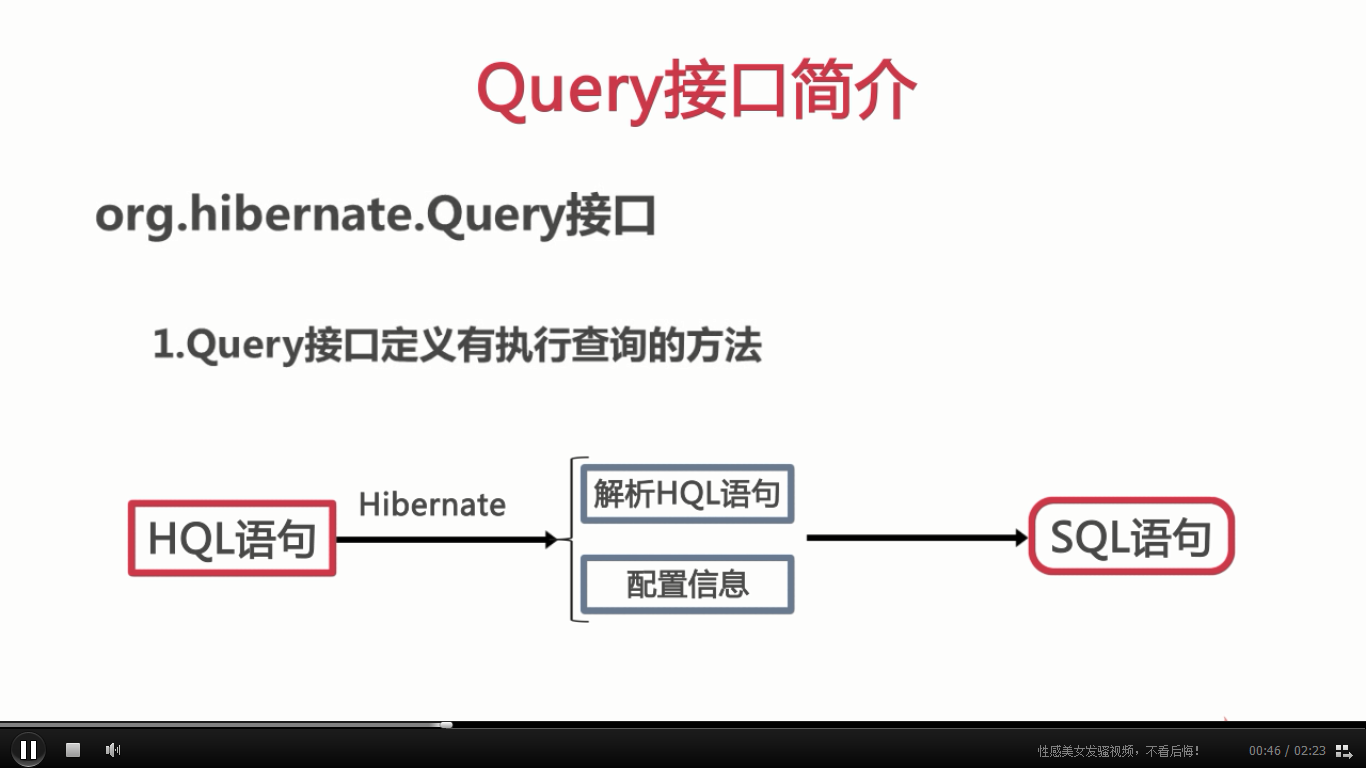 Query接口简介
org.hibernate.Query接口
1.Query接口定义有执行查询的方法
Hibernate
解析HQL语句
HQL语句
SQL语句
配置信息
性感美女发骚视频，不看后悔！
00:46 / 02:23